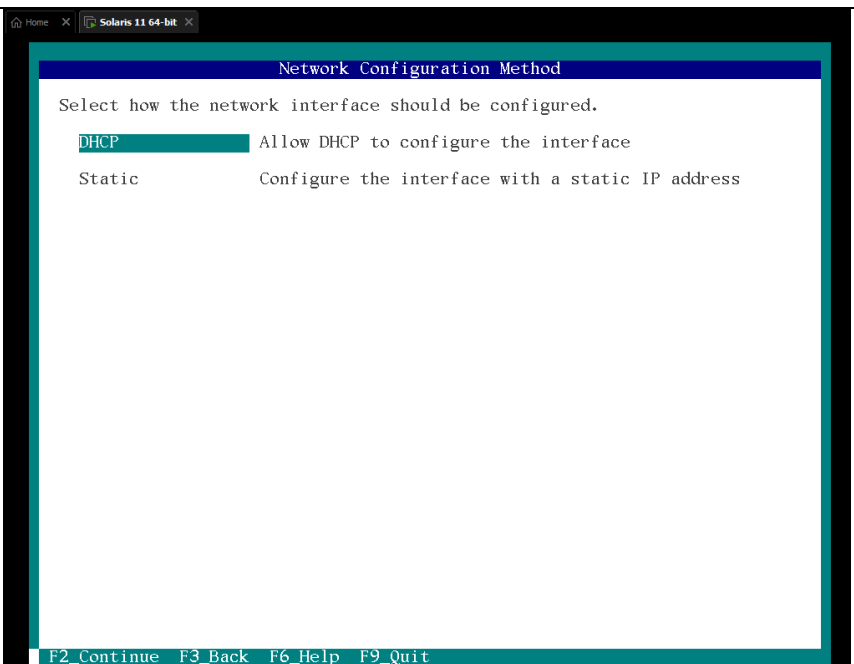 Home
Solaris 11 64-bit
Network Configuration Method
Select how the network interface should be configured.
DHCP Allow DHCP to configure the interface
Static Configure the interface with a static IP address
F2_Continue F3_Back F6_Help F9_Quit